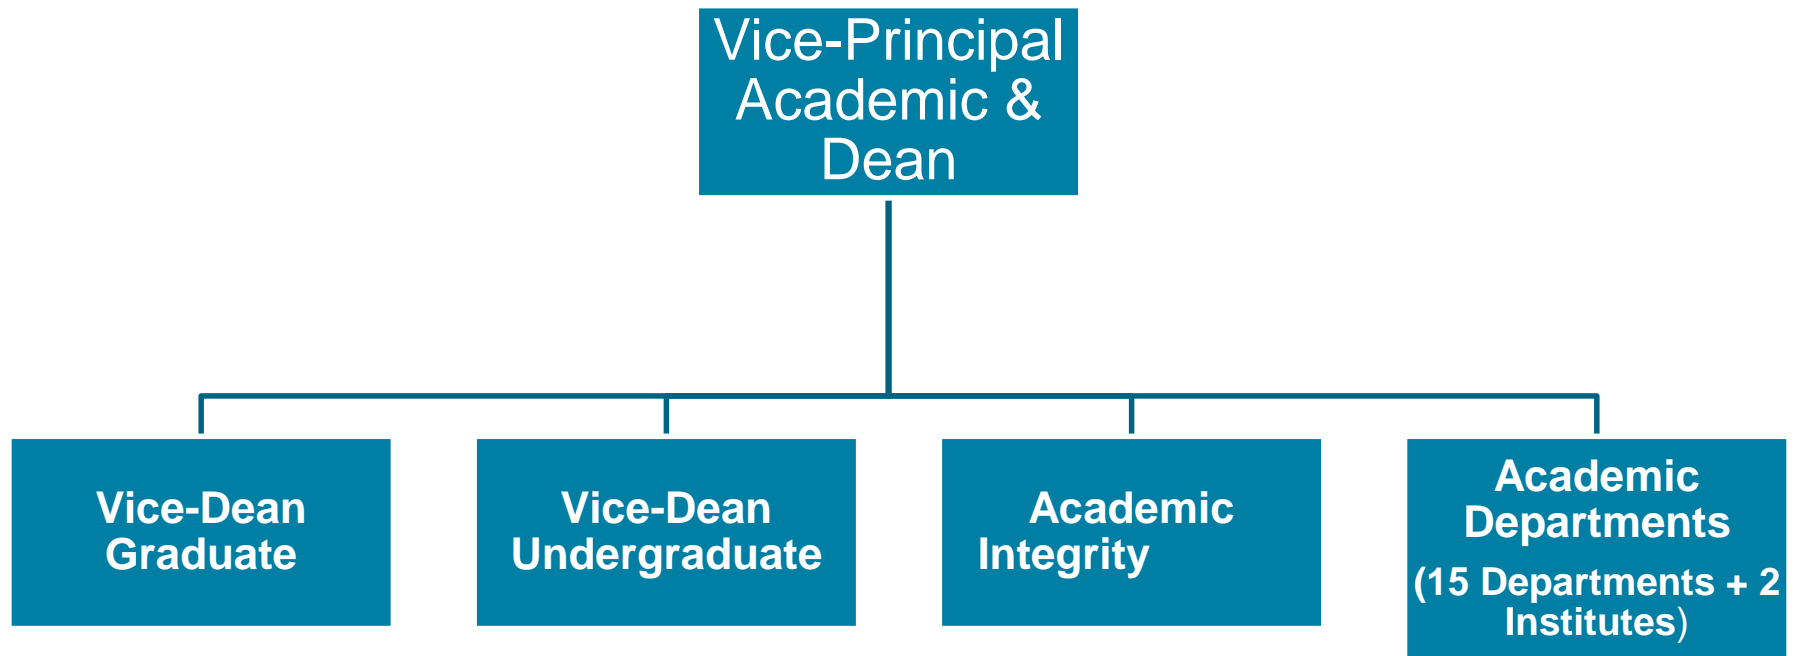 Vice-Principal
Academic &
Dean
Vice-Dean
Graduate
Vice-Dean
Undergraduate
Academic
Integrity
Academic
Departments
(15 Departments + 2
Institutes)